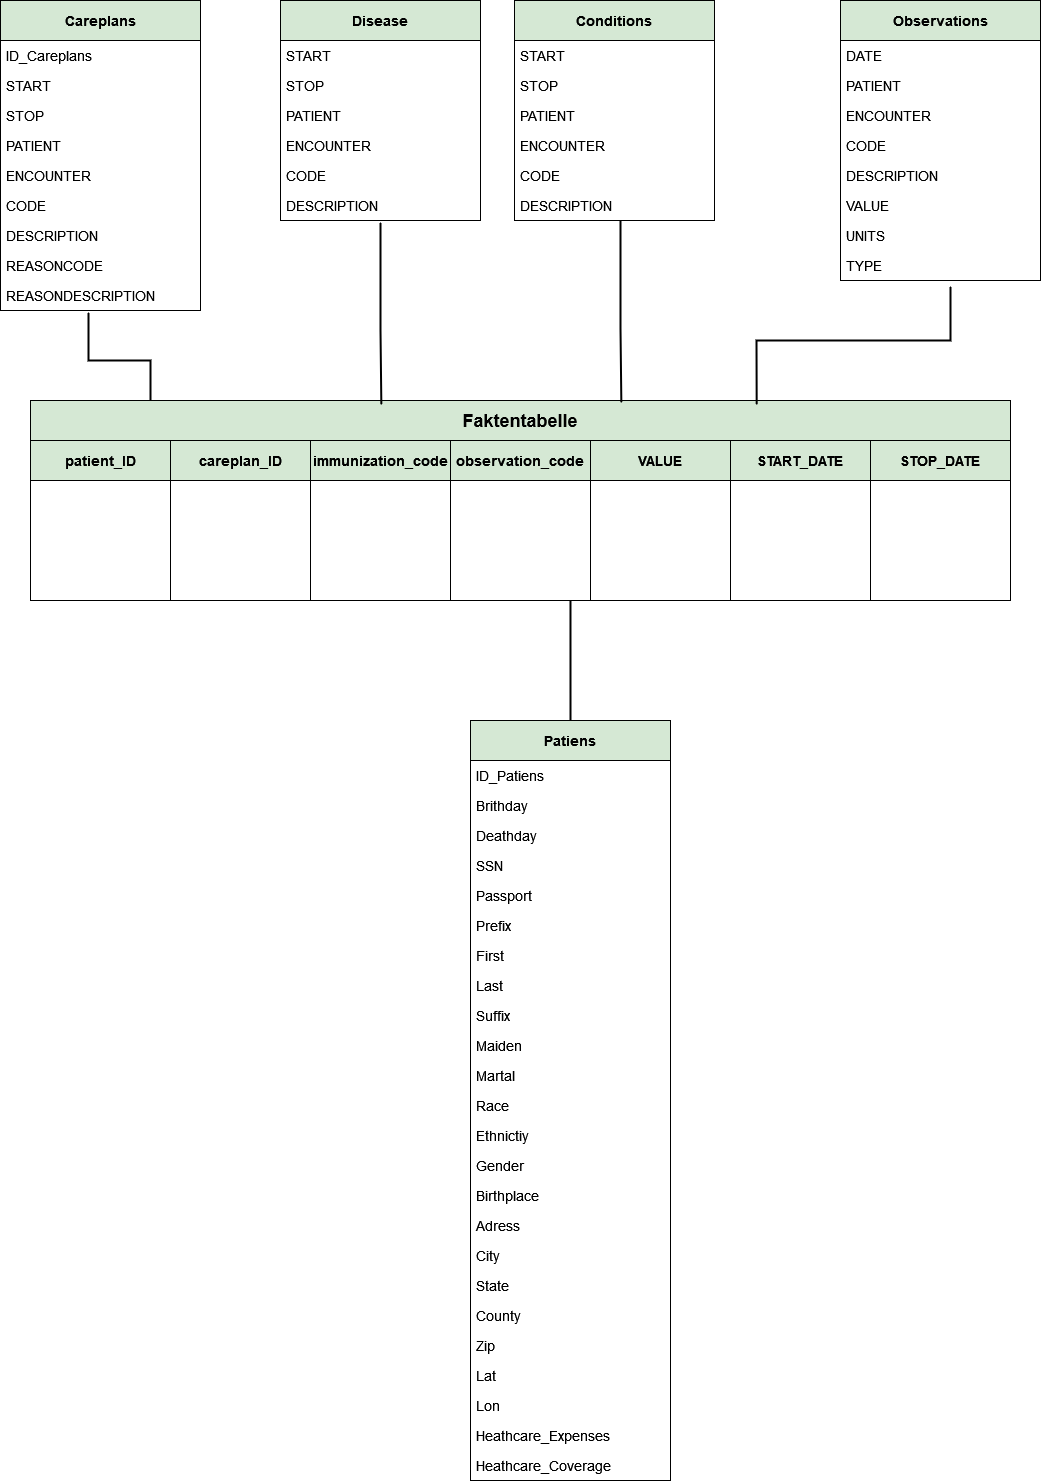 Careplans
ID_Careplans
START
STOP
PATIENT
ENCOUNTER
CODE
DESCRIPTION
REASONCODE
REASONDESCRIPTION
Disease
START
STOP
PATIENT
ENCOUNTER
CODE
DESCRIPTION
Conditions
START
STOP
PATIENT
ENCOUNTER
CODE
DESCRIPTION
Observations
DATE
PATIENT
ENCOUNTER
CODE
DESCRIPTION
VALUE
UNITS
TYPE
Faktentabelle
patient_ID careplan_ID immunization_code observation_code VALUE START_DATE STOP_DATE
Patiens
ID_Patiens
Brithday
Deathday
SSN
Passport
Prefix
First
Last
Suffix
Maiden
Martal
Race
Ethnictiy
Gender
Birthplace
Adress
City
State
County
Zip
Lat
Lon
Heathcare_Expenses
Heathcare_Coverage